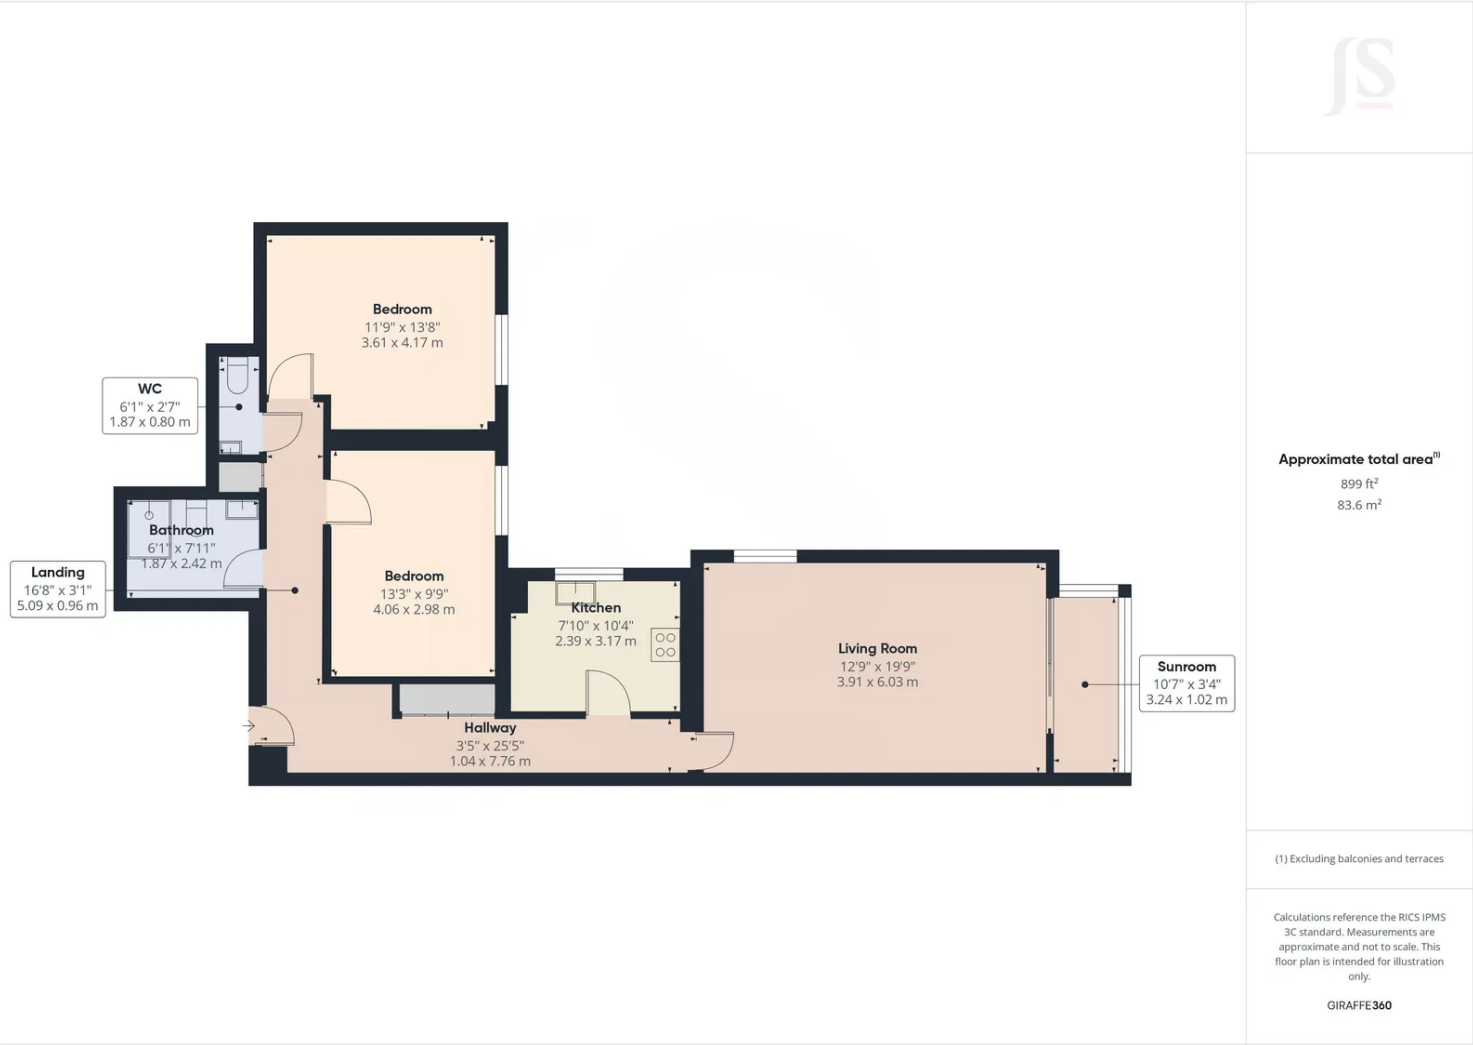 JS
Bedroom
11'9" x 13'8"
3.61 x 4.17 m
WC
6'1" x 2'7"
1.87 x 0.80 m
Bathroom
6'1" x 7'11"
1.87 x 2.42 m
Landing
16'8" x 3'1"
5.09 x 0.96 m
Bedroom
13'3" x 9'9"
4.06 x 2.98 m
Kitchen
7'10" x 10'4"
2.39 x 3.17 m
Living Room
12'9" x 19'9"
3.91 x 6.03 m
Sunroom
10'7" x 3'4"
3.24 x 1.02 m
Hallway
3'5" x 25'5"
1.04 x 7.76 m
Approximate total area⁽¹⁾
899 ft²
83.6 m²
(1) Excluding balconies and terraces
Calculations reference the RICS IPMS
3C standard. Measurements are
approximate and not to scale. This
floor plan is intended for illustration
only.
GIRAFFE360